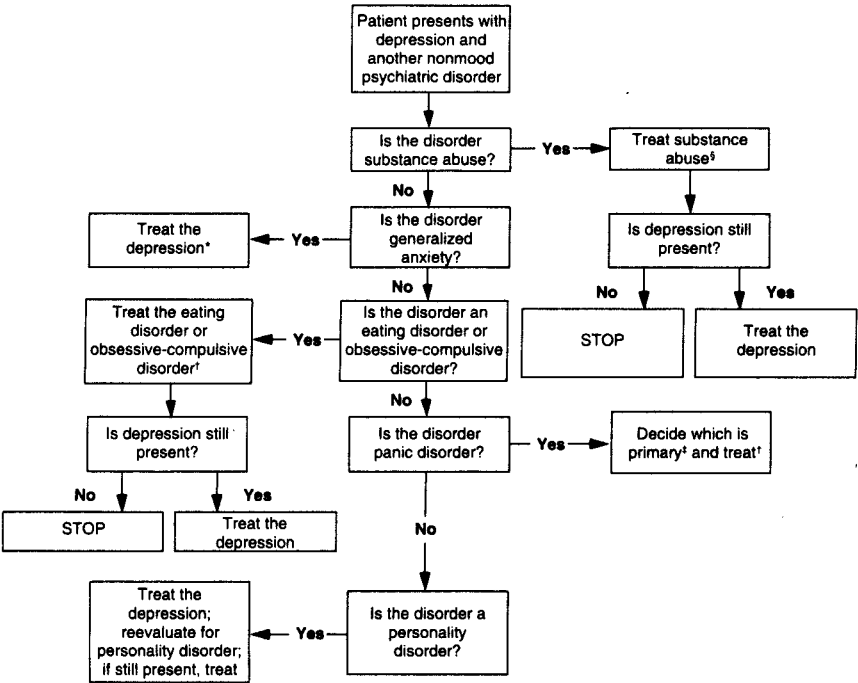 Patient presents with
depression and
another nonmood
psychiatric disorder
Is the disorder
substance abuse?
Yes
Treat substance
abuse§
No
Is the disorder
generalized
anxiety?
Yes
Treat the
depression*
Is depression still
present?
No
Yes
STOP
Treat the
depression
No
Is the disorder an
eating disorder or
obsessive-compulsive
disorder?
Yes
Treat the eating
disorder or
obsessive-compulsive
disorder†
Is depression still
present?
No
Yes
STOP
Treat the
depression
No
Is the disorder
panic disorder?
Yes
Decide which is
primary‡ and treat†
No
Is the disorder a
personality
disorder?
Yes
Treat the
depression;
reevaluate for
personality disorder;
if still present, treat